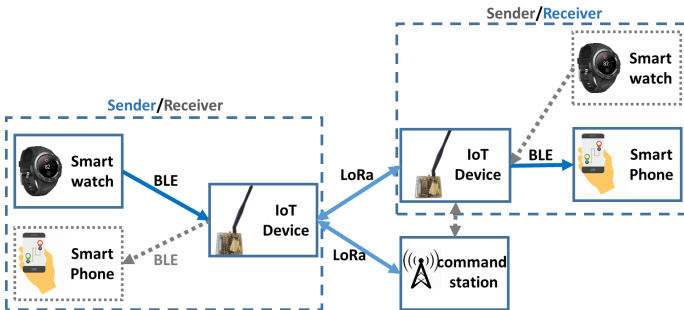 Sender/Receiver
Smart
watch
BLE
IoT
Device
Smart
Phone
BLE
LoRa
LoRa
Sender/Receiver
Smart
watch
IoT
Device
BLE
Smart
Phone
command
station